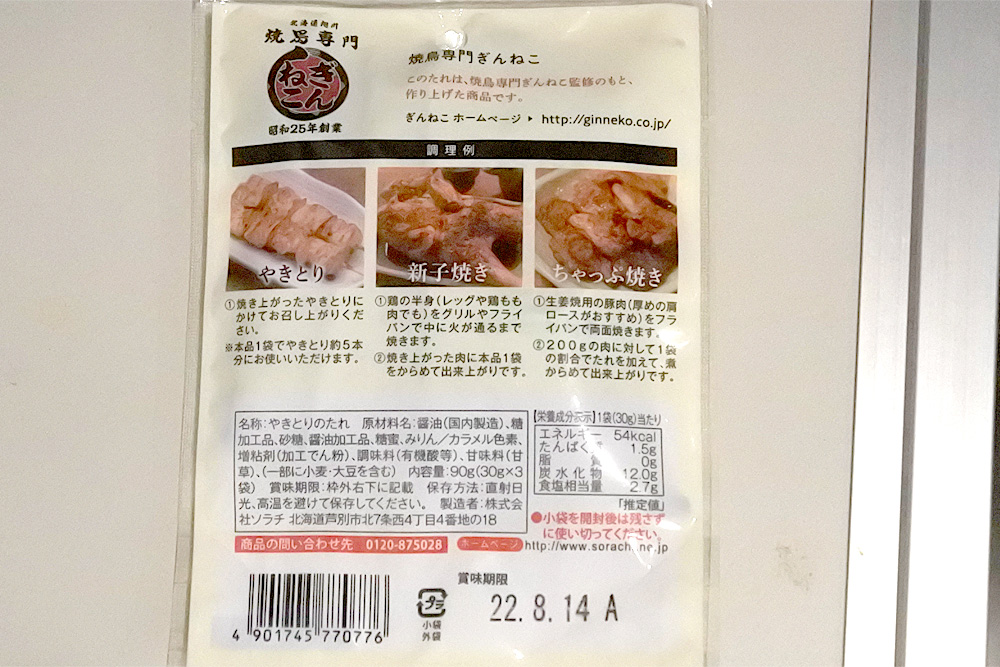 北海道旭川
焼鳥専門
ぎん
ねこ
昭和25年創業
焼鳥専門ぎんねこ
このたれは、焼鳥専門ぎんねこ監修のもと、
作り上げた商品です。
ぎんねこ ホームページ ▶ http://ginneko.co.jp/
調理例
やきとり
新子焼き
ちゃっぷ焼き
①焼き上がったやきとりに
かけてお召し上がりくだ
さい。
※本品1袋でやきとり約5本
分にお使いいただけます。
①鶏の半身(レッグや鶏もも
肉でも)をグリルやフライ
パンで中に火が通るまで
焼きます。
②焼き上がった肉に本品1袋
をからめて出来上がりです。
①生姜焼用の豚肉(厚めの肩
ロースがおすすめ)をフラ
イパンで両面焼きます。
②200gの肉に対して1袋
の割合でたれを加えて、煮
からめて出来上がりです。
名称:やきとりのたれ 原材料名:醤油(国内製造)、糖
加工品、砂糖、醤油加工品、糖蜜、みりん/カラメル色素、
増粘剤(加工でん粉)、調味料(有機酸等)、甘味料(甘
草)、(一部に小麦・大豆を含む) 内容量:90g(30g×3
袋) 賞味期限:枠外右下に記載 保存方法:直射日
光、高温を避けて保存してください。 製造者:株式会
社ソラチ 北海道芦別市北7条西4丁目4番地の18
【栄養成分表示】1袋(30g)当たり
エネルギー 54kcal
たんぱく質 1.5g
脂質 0g
炭水化物 12.0g
食塩相当量 2.7g
「推定値」
●小袋を開封後は残さず
に使い切ってください。
商品の問い合わせ先 0120-875028
ホームページ http://www.sorachi.ne.jp
4 901745 770776
プラ
小袋
外袋
賞味期限
22.8.14 A